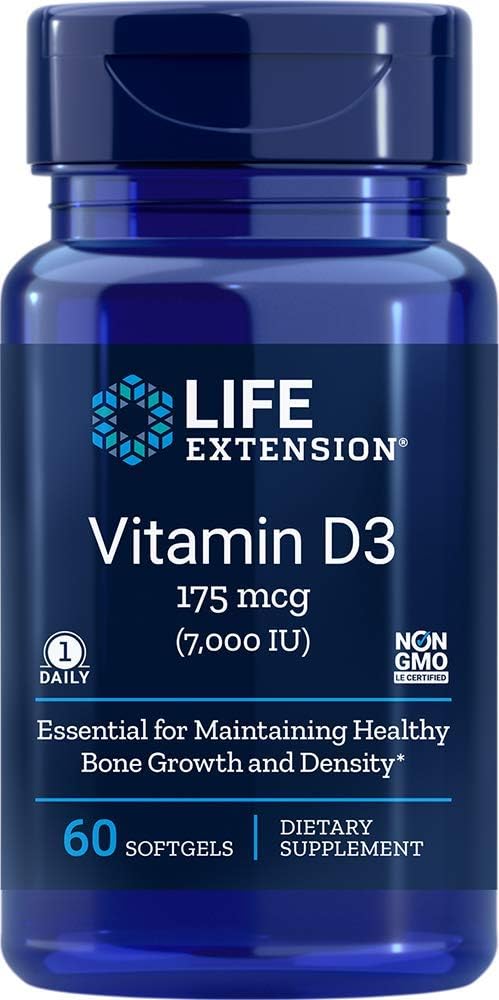 LIFE
EXTENSION®
Vitamin D3
175 mcg
(7,000 IU)
1
DAILY
NON
GMO
LE CERTIFIED
Essential for Maintaining Healthy
Bone Growth and Density*
60 SOFTGELS
DIETARY
SUPPLEMENT